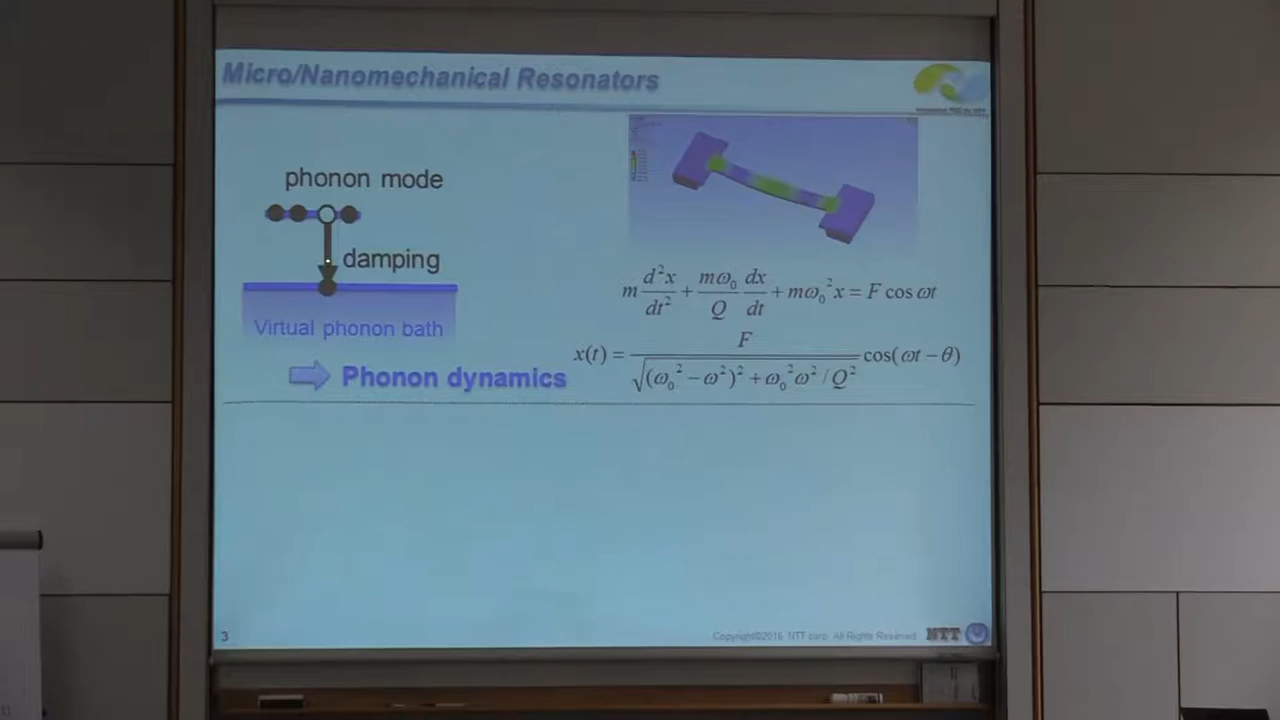 Micro/Nanomechanical Resonators
phonon mode
damping
Virtual phonon bath
Phonon dynamics
m d²x/dt² + mω₀/Q dx/dt + mω₀²x = F cos ωt
x(t) = F / √((ω₀² − ω²)² + ω₀²ω² / Q²) cos(ωt − θ)
3
Copyright©2016 NTT corp. All Rights Reserved.
NTT